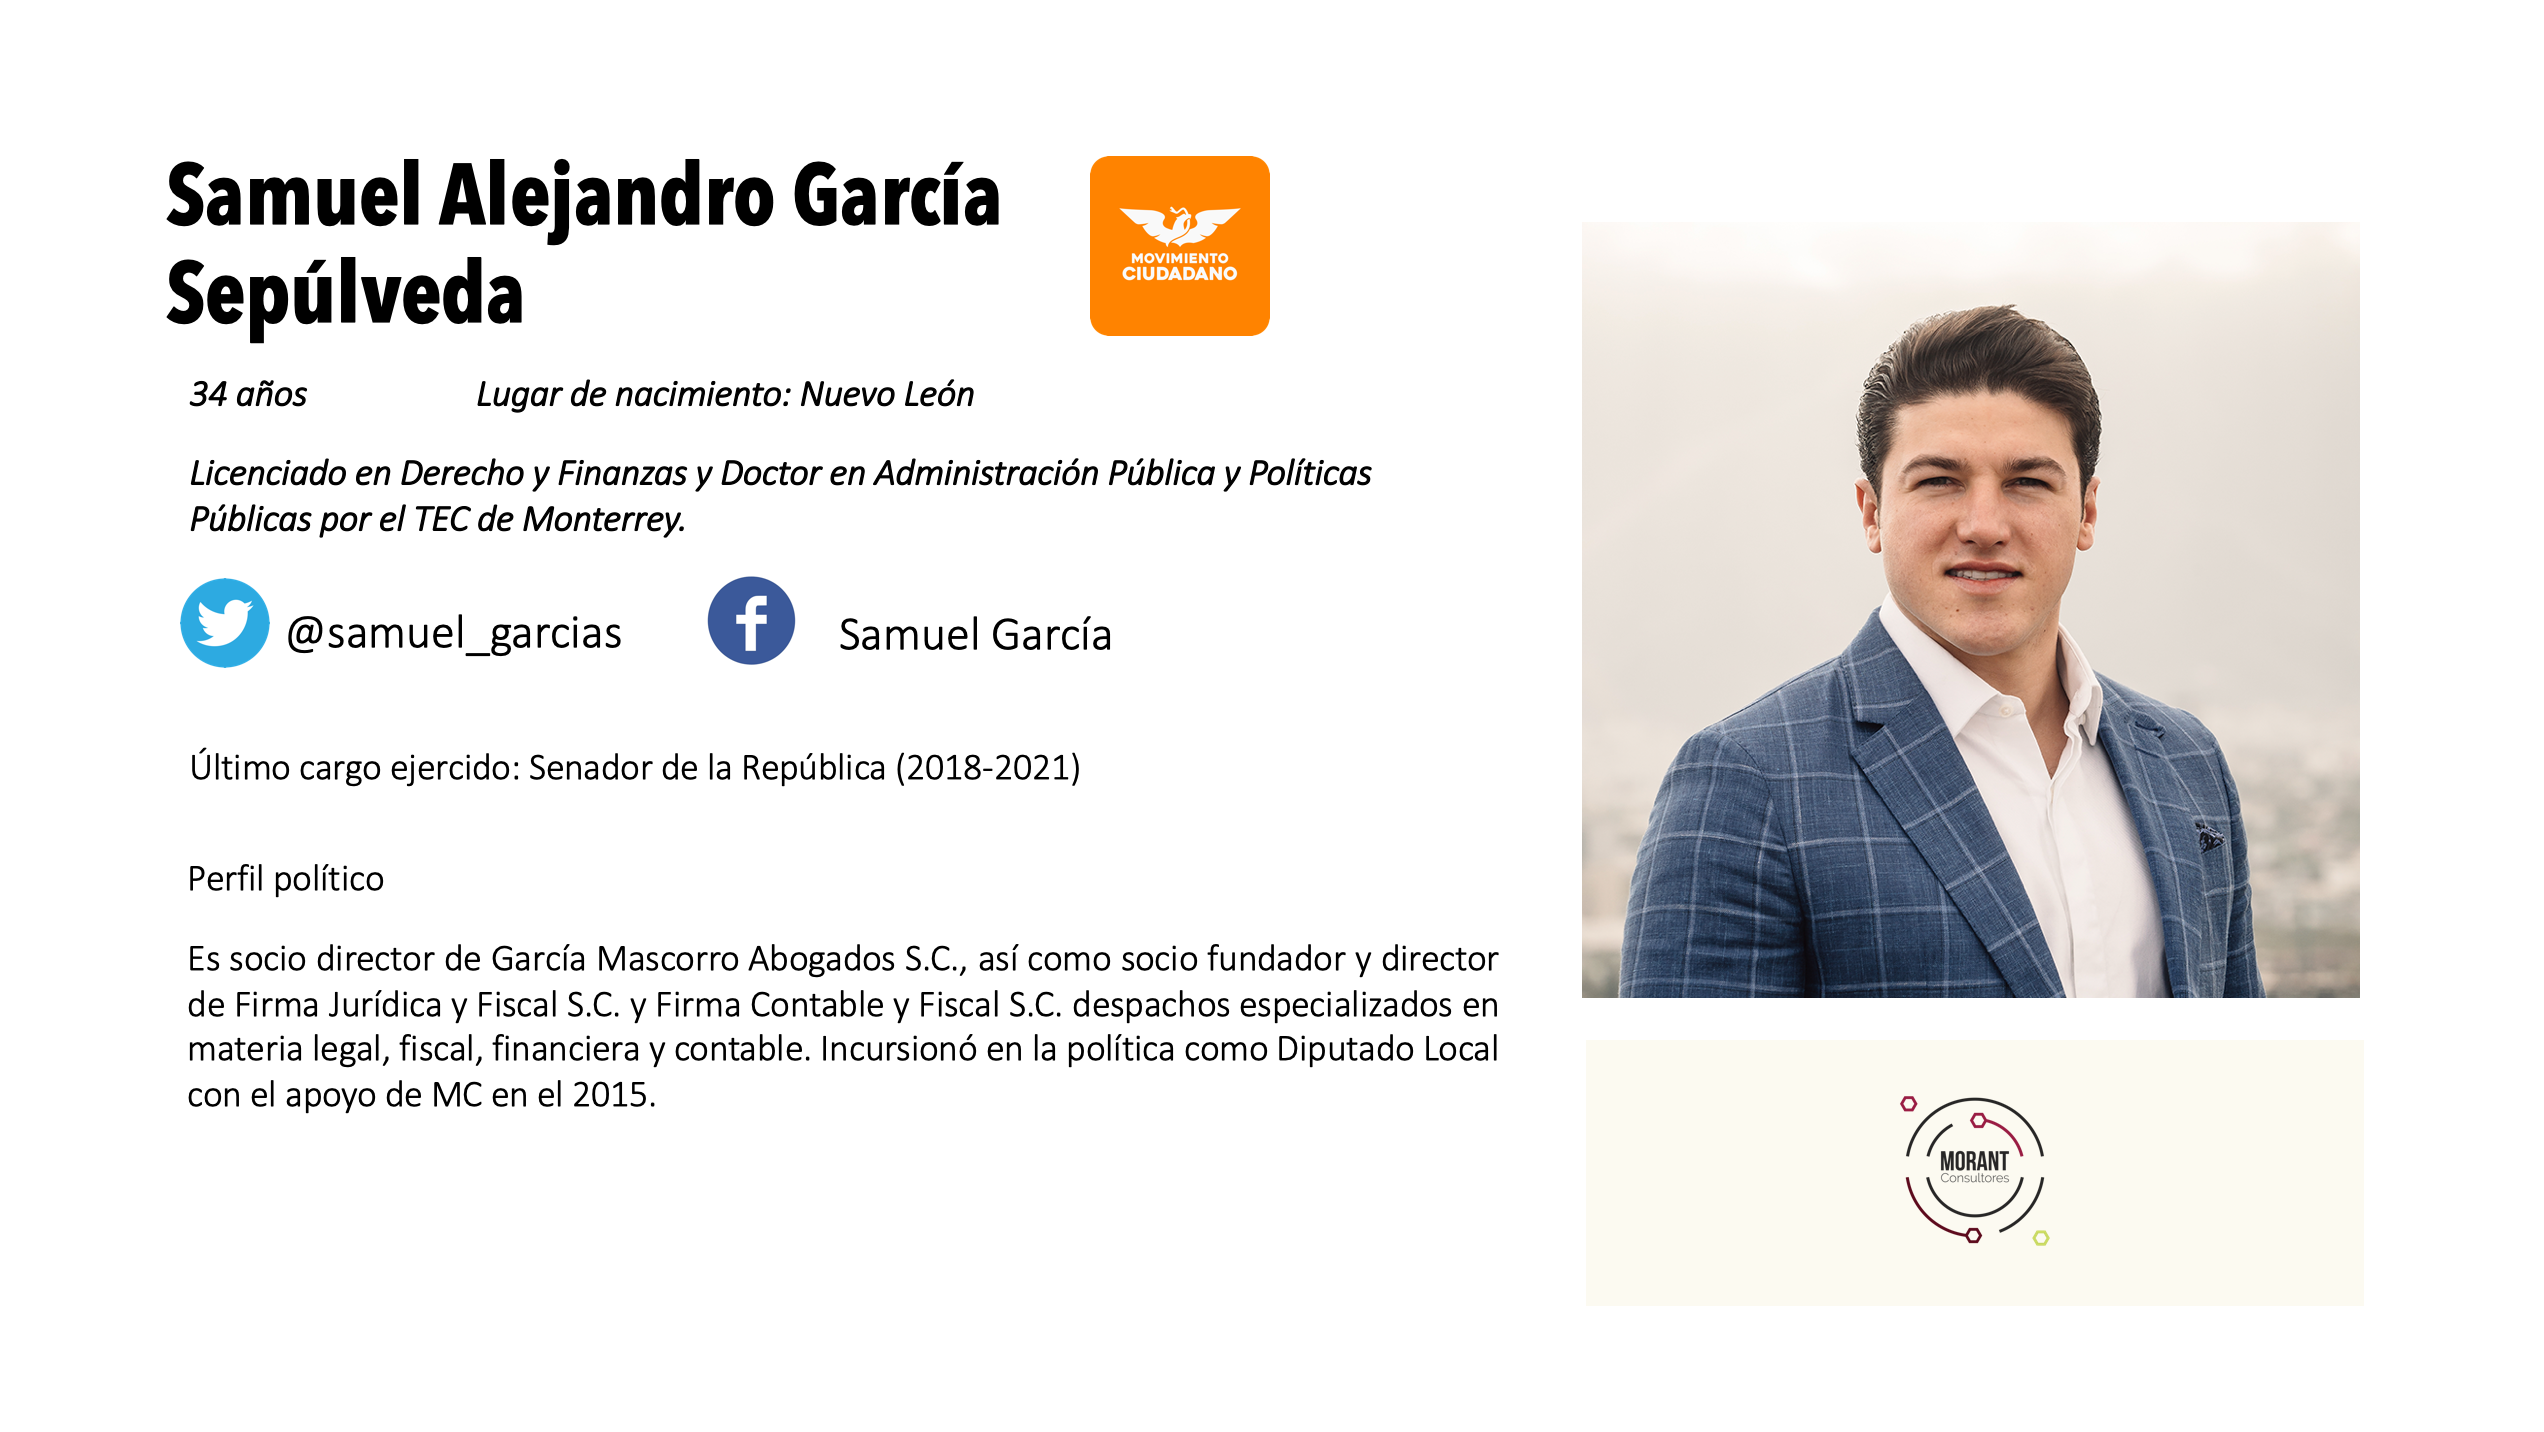 Samuel Alejandro García
Sepúlveda
MOVIMIENTO
CIUDADANO
34 años
Lugar de nacimiento: Nuevo León
Licenciado en Derecho y Finanzas y Doctor en Administración Pública y Políticas
Públicas por el TEC de Monterrey.
@samuel_garcias
Samuel García
Último cargo ejercido: Senador de la República (2018-2021)
Perfil político
Es socio director de García Mascorro Abogados S.C., así como socio fundador y director
de Firma Jurídica y Fiscal S.C. y Firma Contable y Fiscal S.C. despachos especializados en
materia legal, fiscal, financiera y contable. Incursionó en la política como Diputado Local
con el apoyo de MC en el 2015.
MORANT
Consultores